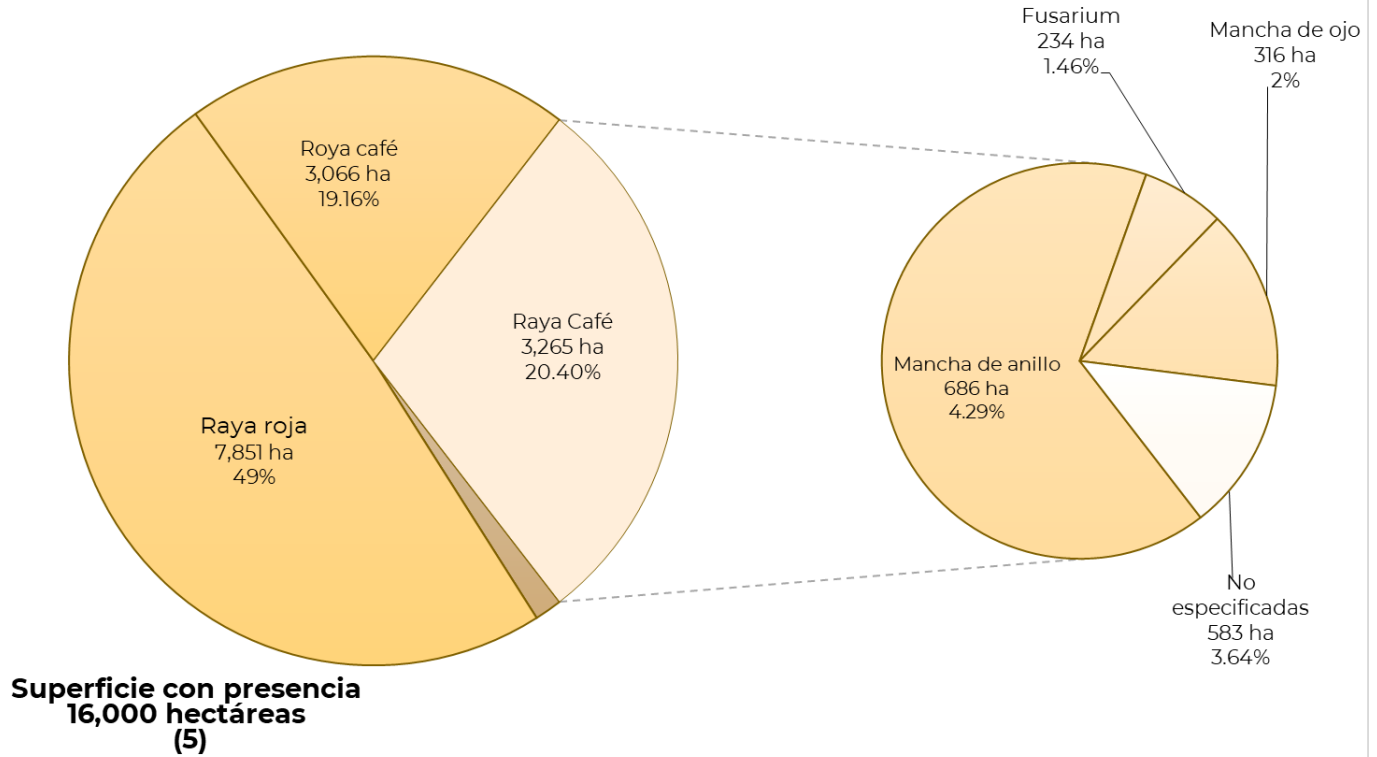 Fusarium
234 ha
1.46%
Mancha de ojo
316 ha
2%
Roya café
3,066 ha
19.16%
Raya Café
3,265 ha
20.40%
Mancha de anillo
686 ha
4.29%
Raya roja
7,851 ha
49%
No
especificadas
583 ha
3.64%
Superficie con presencia
16,000 hectáreas
(5)